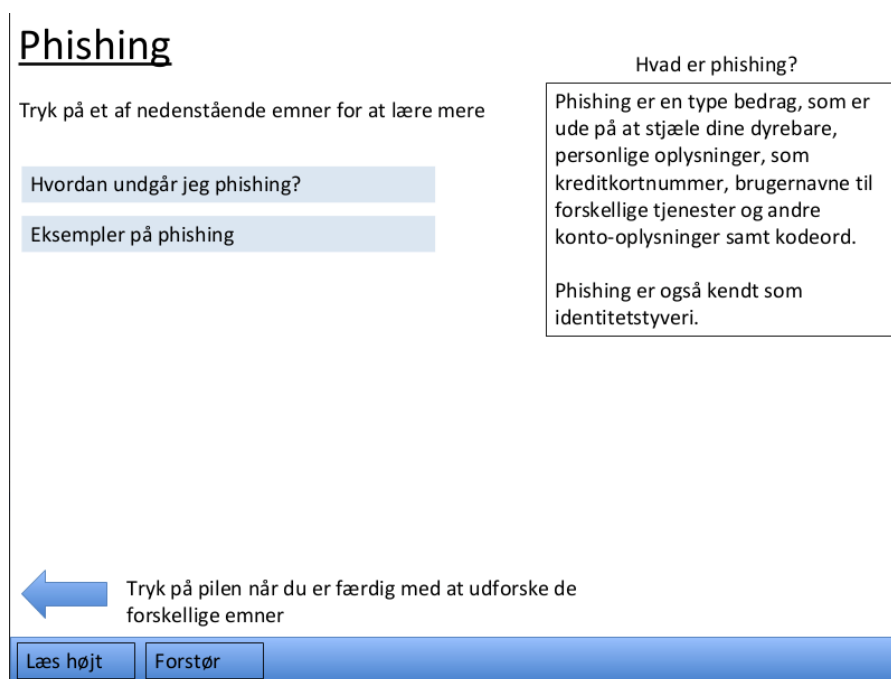 Phishing
Tryk på et af nedenstående emner for at lære mere
Hvordan undgår jeg phishing?
Eksempler på phishing
Hvad er phishing?
Phishing er en type bedrag, som er
ude på at stjæle dine dyrebare,
personlige oplysninger, som
kreditkortnummer, brugernavne til
forskellige tjenester og andre
konto-oplysninger samt kodeord.
Phishing er også kendt som
identitetstyveri.
Tryk på pilen når du er færdig med at udforske de
forskellige emner
Læs højt
Forstør